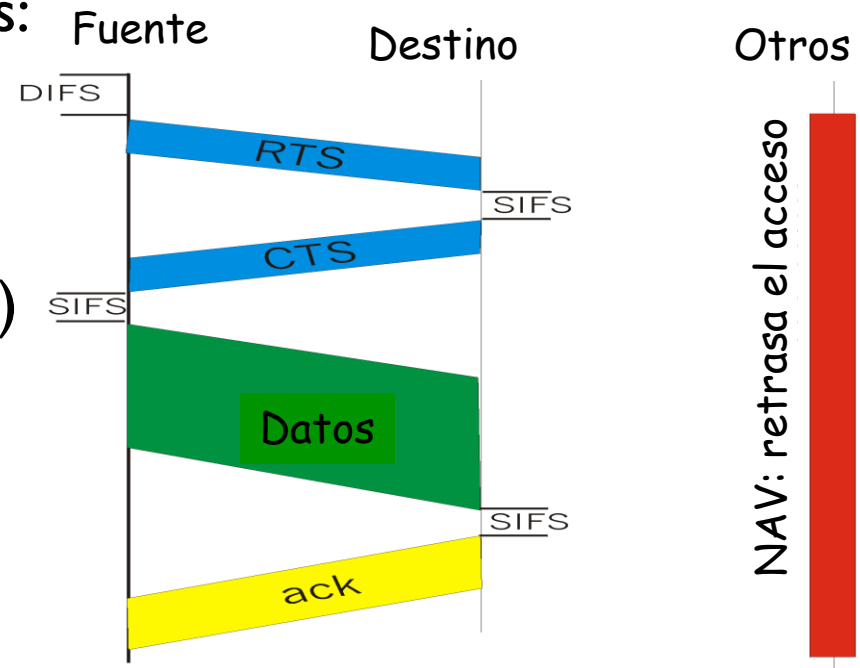 s:
Fuente
Destino
Otros
DIFS
RTS
SIFS
CTS
)
SIFS
Datos
SIFS
ack
NAV: retrasa el acceso